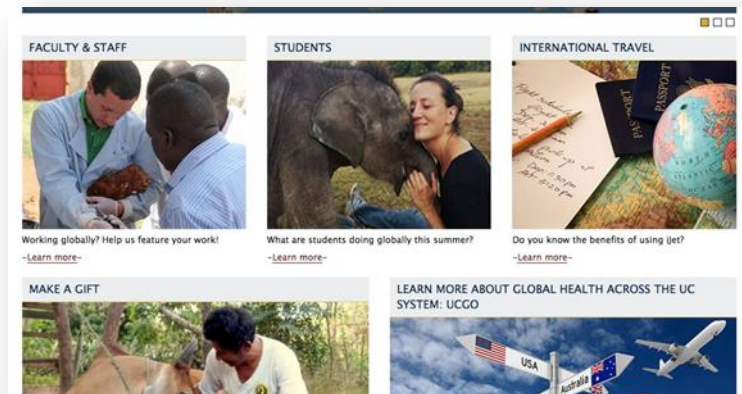 FACULTY & STAFF
STUDENTS
INTERNATIONAL TRAVEL
PASSPORT
PASSPORT
Working globally? Help us feature your work!
What are students doing globally this summer?
Do you know the benefits of using iJet?
~Learn more~
~Learn more~
~Learn more~
MAKE A GIFT
LEARN MORE ABOUT GLOBAL HEALTH ACROSS THE UC
SYSTEM: UCGO
USA
Australia